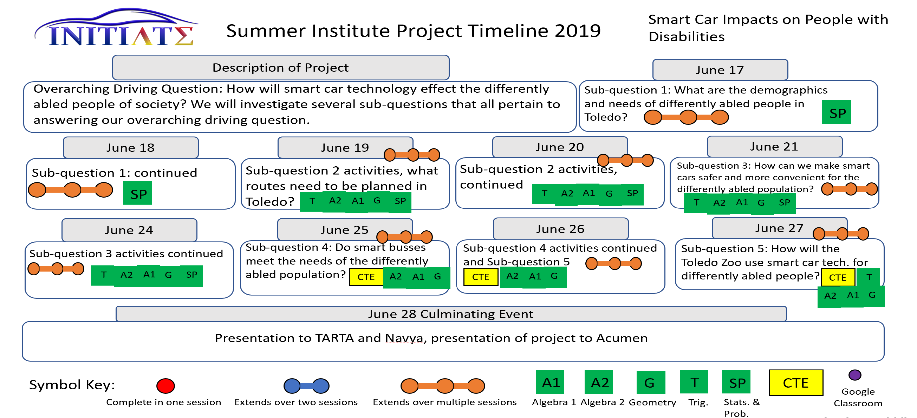 INITIATΣ
Summer Institute Project Timeline 2019
Smart Car Impacts on People with
Disabilities
Description of Project
Overarching Driving Question: How will smart car technology effect the differently
abled people of society? We will investigate several sub-questions that all pertain to
answering our overarching driving question.
June 17
Sub-question 1: What are the demographics
and needs of differently abled people in
Toledo?
SP
June 18
Sub-question 1: continued
SP
June 19
Sub-question 2 activities, what
routes need to be planned in
Toledo?
T A2 A1 G SP
June 20
Sub-question 2 activities,
continued
T A2 A1 G SP
June 21
Sub-question 3: How can we make smart
cars safer and more convenient for the
differently abled population?
T A2 A1 G SP
June 24
Sub-question 3 activities continued
T A2 A1 G SP
June 25
Sub-question 4: Do smart busses
meet the needs of the differently
abled population?
CTE A2 A1 G
June 26
Sub-question 4 activities continued
and Sub-question 5
CTE A2 A1 G
June 27
Sub-question 5: How will the
Toledo Zoo use smart car tech. for
differently abled people?
CTE T
A2 A1 G
June 28 Culminating Event
Presentation to TARTA and Navya, presentation of project to Acumen
Symbol Key:
Complete in one session
Extends over two sessions
Extends over multiple sessions
A1
Algebra 1
A2
Algebra 2
G
Geometry
T
Trig.
SP
Stats. &
Prob.
CTE
Google
Classroom